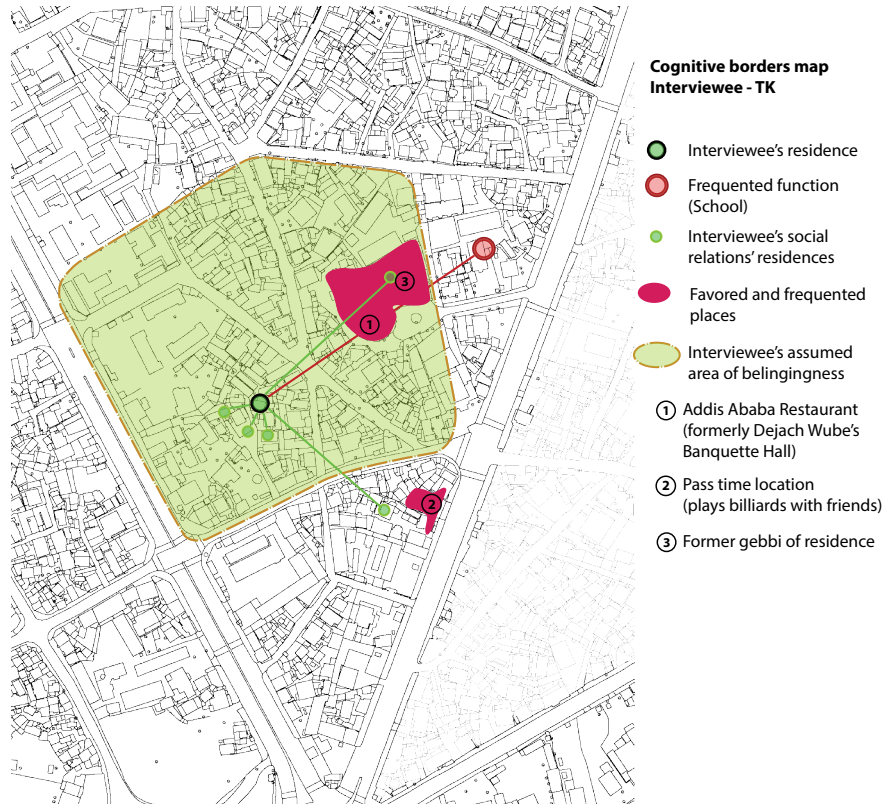 Cognitive borders map
Interviewee - TK
Interviewee's residence
Frequented function
(School)
Interviewee's social
relations' residences
Favored and frequented
places
Interviewee's assumed
area of belingingness
1 Addis Ababa Restaurant
(formerly Dejach Wube's
Banquette Hall)
2 Pass time location
(plays billiards with friends)
3 Former gebbi of residence
3
1
2